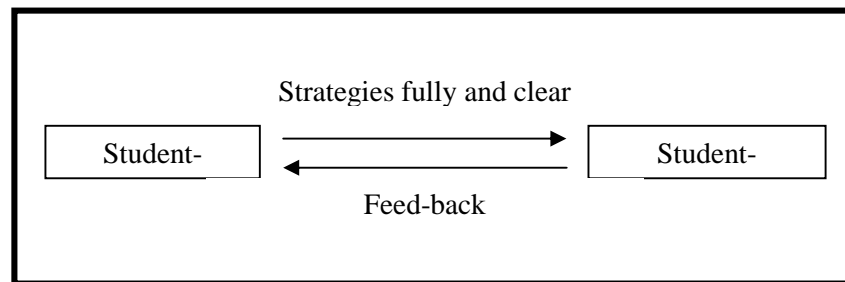 Strategies fully and clear
Student-
Student-
Feed-back